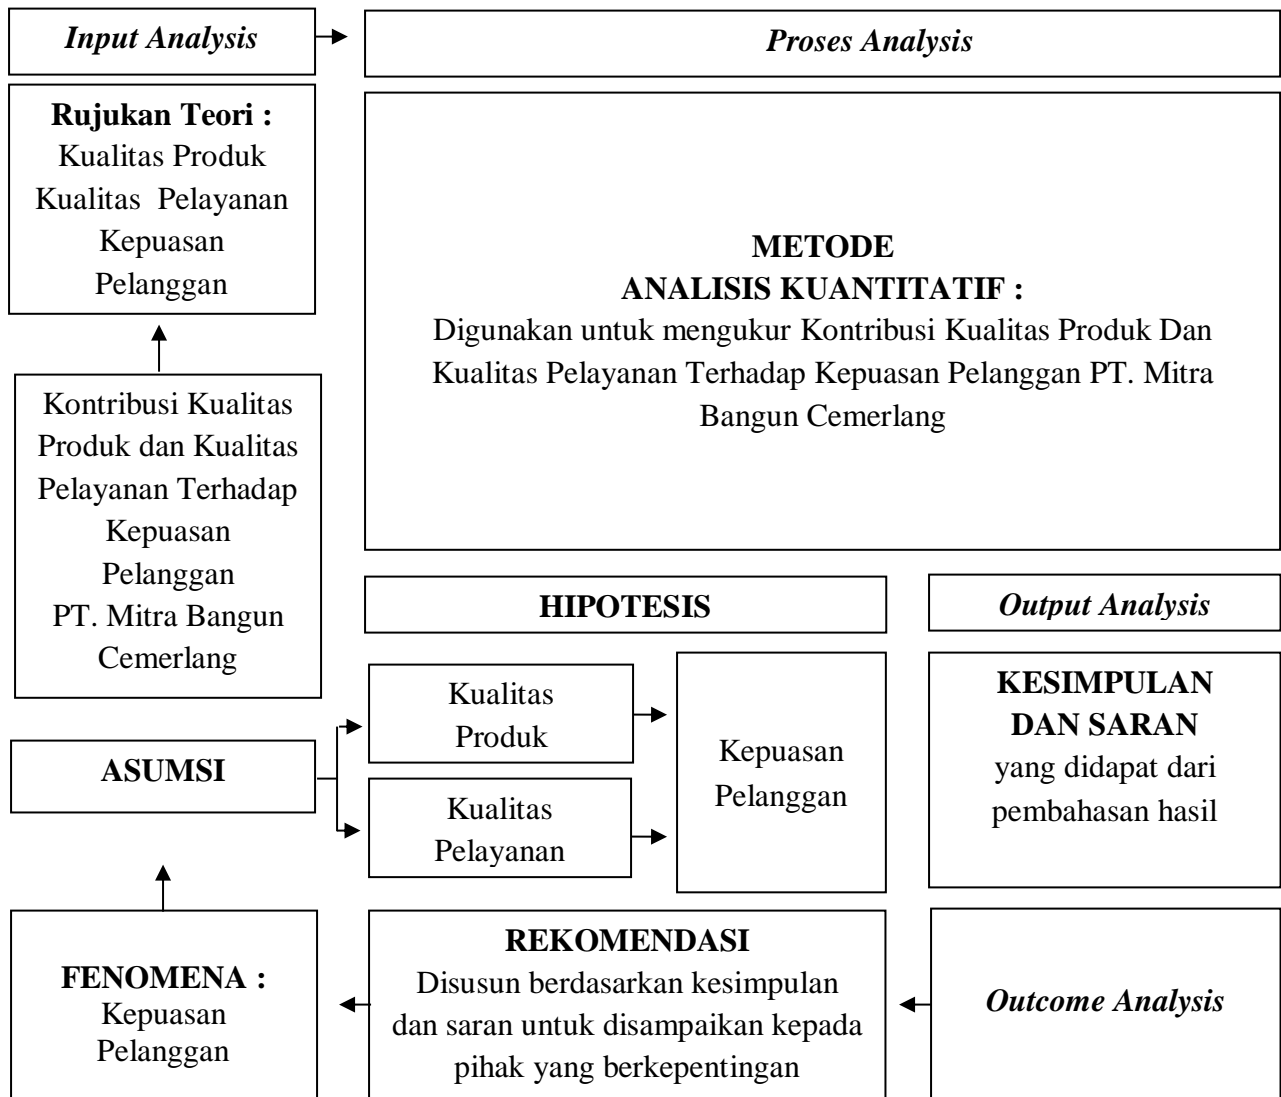 Input Analysis
Proses Analysis
Rujukan Teori :
Kualitas Produk
Kualitas Pelayanan
Kepuasan
Pelanggan
METODE
ANALISIS KUANTITATIF :
Digunakan untuk mengukur Kontribusi Kualitas Produk Dan
Kualitas Pelayanan Terhadap Kepuasan Pelanggan PT. Mitra
Bangun Cemerlang
Kontribusi Kualitas
Produk dan Kualitas
Pelayanan Terhadap
Kepuasan
Pelanggan
PT. Mitra Bangun
Cemerlang
HIPOTESIS
Output Analysis
ASUMSI
Kualitas
Produk
Kualitas
Pelayanan
Kepuasan
Pelanggan
KESIMPULAN
DAN SARAN
yang didapat dari
pembahasan hasil
FENOMENA :
Kepuasan
Pelanggan
REKOMENDASI
Disusun berdasarkan kesimpulan
dan saran untuk disampaikan kepada
pihak yang berkepentingan
Outcome Analysis